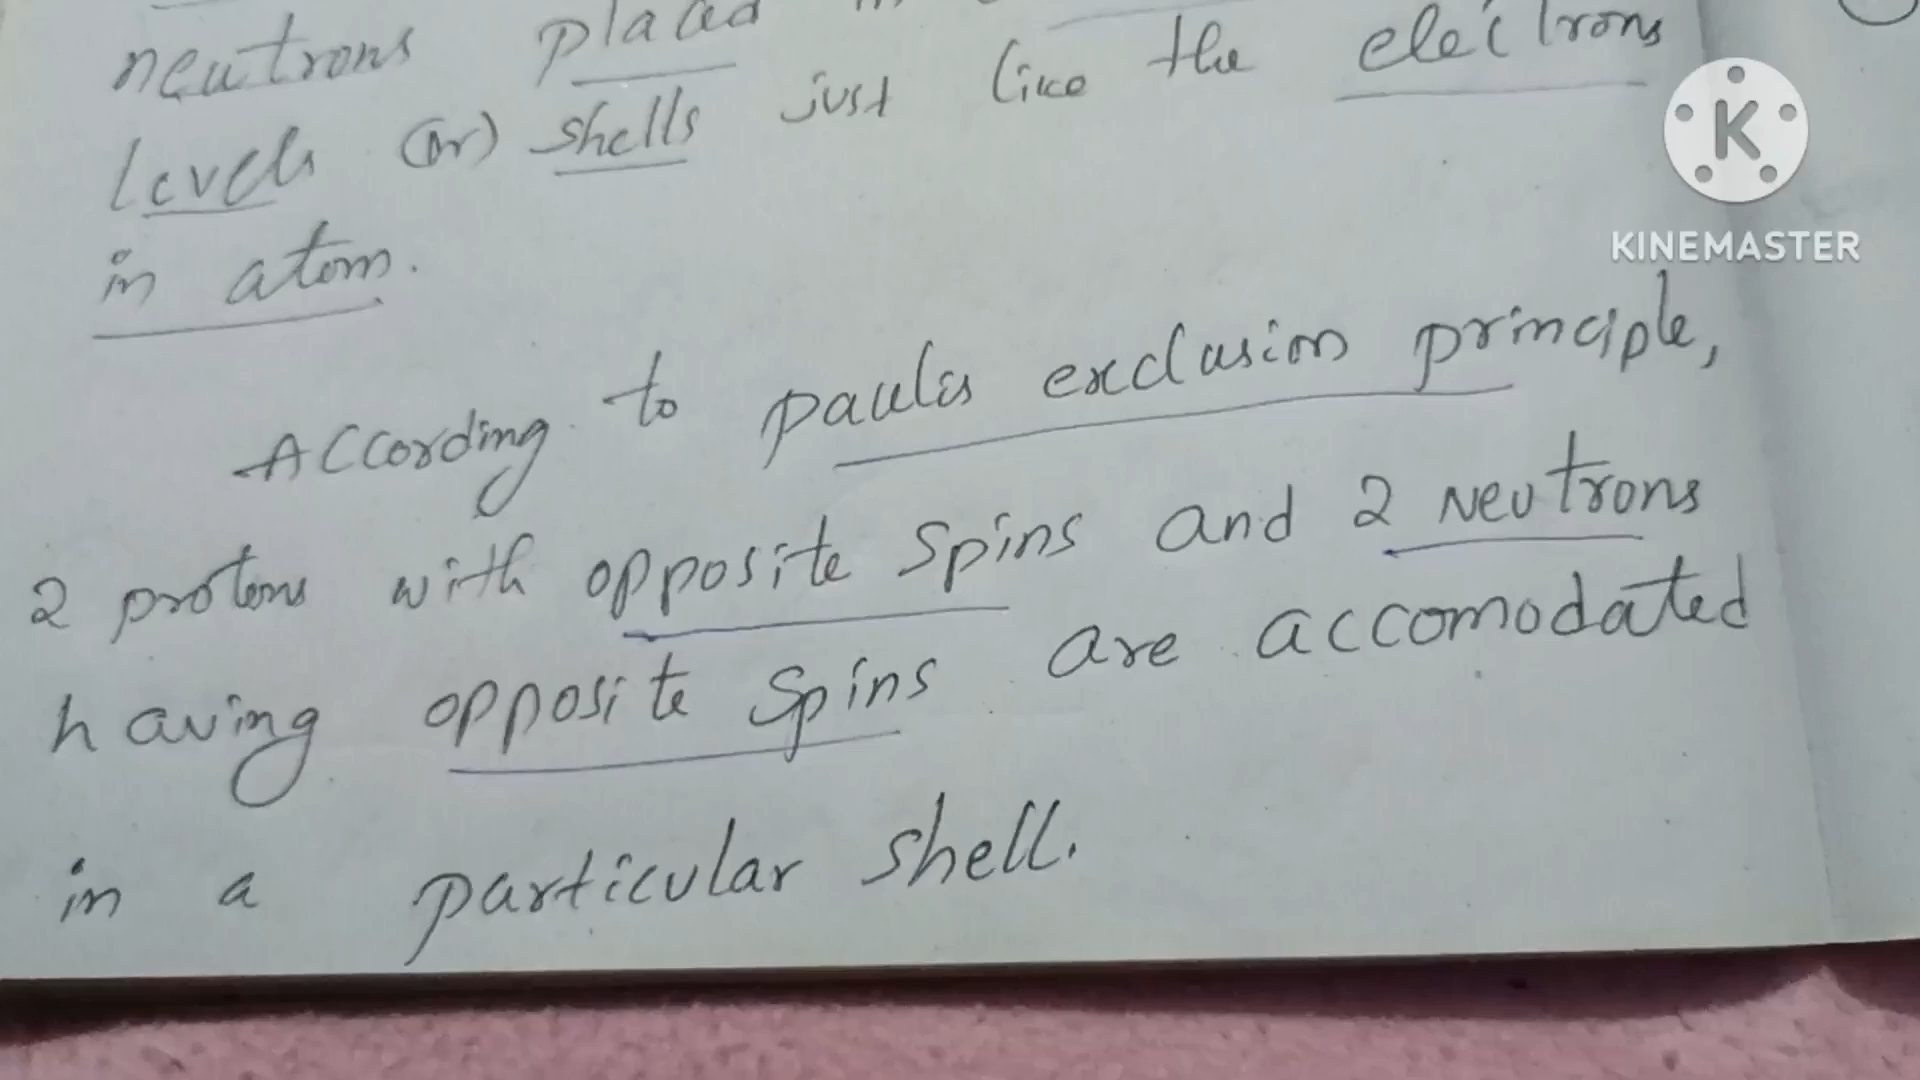 neutrons placed
levels (or) shells just like the electrons
in atom.
According to paulis exclusion principle,
2 protons with opposite spins and 2 Neutrons
having opposite spins are accomodated
in a particular shell.
K
KINEMASTER